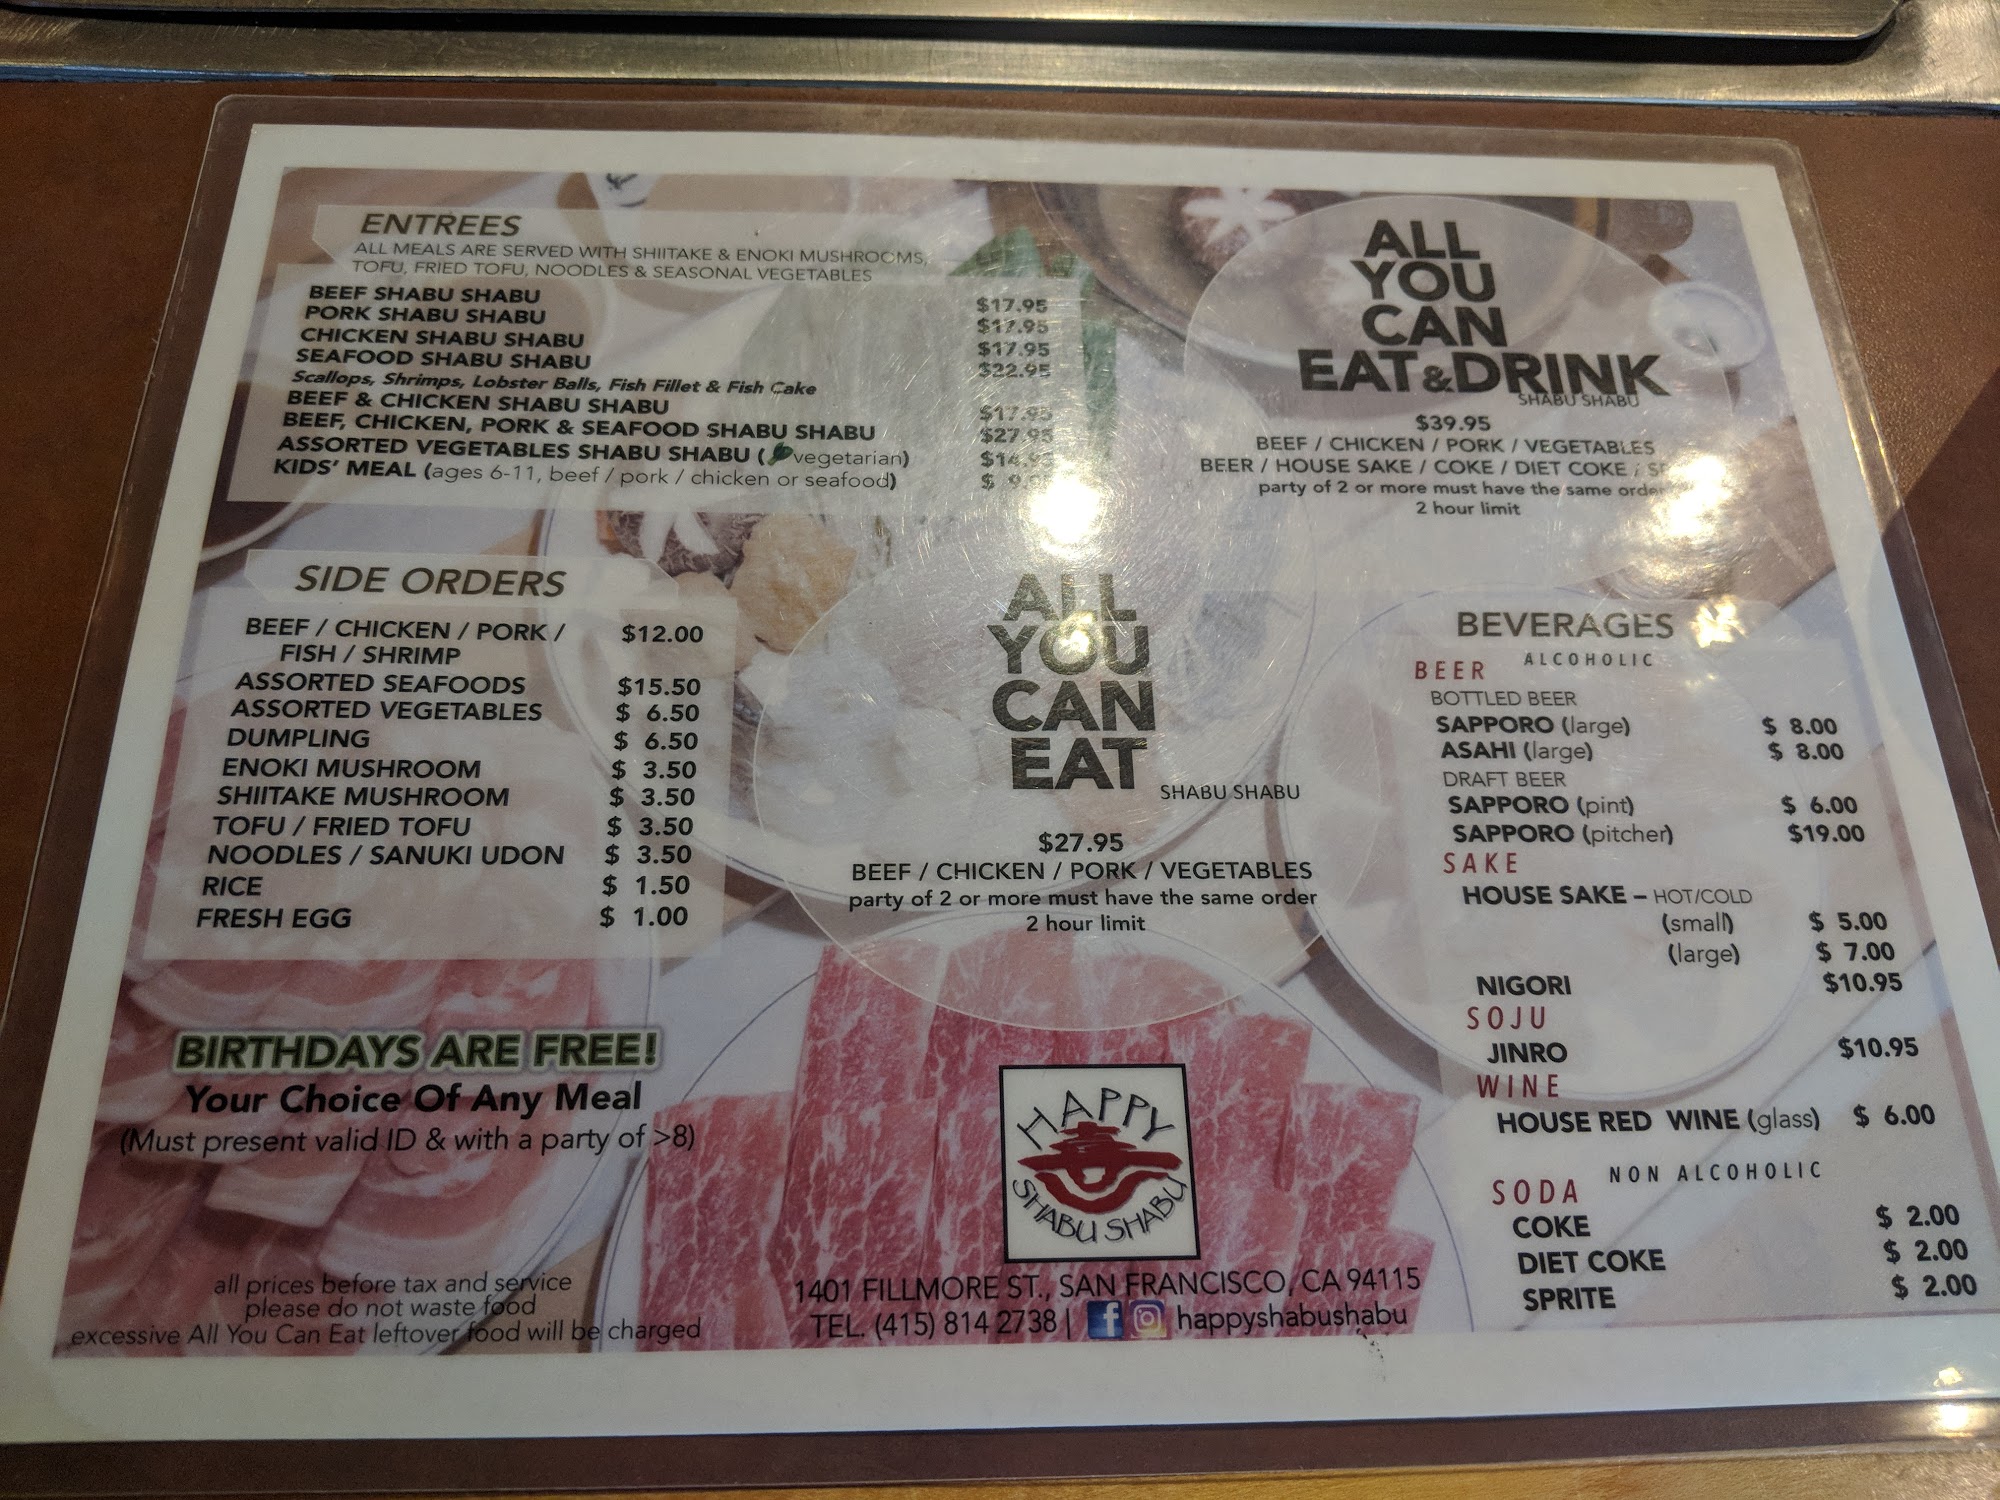 ENTREES
ALL MEALS ARE SERVED WITH SHIITAKE & ENOKI MUSHROOMS,
TOFU, FRIED TOFU, NOODLES & SEASONAL VEGETABLES
BEEF SHABU SHABU $17.95
PORK SHABU SHABU $17.95
CHICKEN SHABU SHABU $17.95
SEAFOOD SHABU SHABU $22.95
Scallops, Shrimps, Lobster Balls, Fish Fillet & Fish Cake
BEEF & CHICKEN SHABU SHABU $17.95
BEEF, CHICKEN, PORK & SEAFOOD SHABU SHABU $27.95
ASSORTED VEGETABLES SHABU SHABU (vegetarian) $14.95
KIDS' MEAL (ages 6-11, beef / pork / chicken or seafood) $ 9.95
SIDE ORDERS
BEEF / CHICKEN / PORK / $12.00
FISH / SHRIMP
ASSORTED SEAFOODS $15.50
ASSORTED VEGETABLES $ 6.50
DUMPLING $ 6.50
ENOKI MUSHROOM $ 3.50
SHIITAKE MUSHROOM $ 3.50
TOFU / FRIED TOFU $ 3.50
NOODLES / SANUKI UDON $ 3.50
RICE $ 1.50
FRESH EGG $ 1.00
BIRTHDAYS ARE FREE!
Your Choice Of Any Meal
(Must present valid ID & with a party of >8)
all prices before tax and service
please do not waste food
excessive All You Can Eat leftover food will be charged
ALL
YOU
CAN
EAT
SHABU SHABU
$27.95
BEEF / CHICKEN / PORK / VEGETABLES
party of 2 or more must have the same order
2 hour limit
HAPPY
SHABU SHABU
1401 FILLMORE ST., SAN FRANCISCO, CA 94115
TEL. (415) 814 2738 | f happyshabushabu
ALL
YOU
CAN
EAT&DRINK
SHABU SHABU
$39.95
BEEF / CHICKEN / PORK / VEGETABLES
BEER / HOUSE SAKE / COKE / DIET COKE /
party of 2 or more must have the same order
2 hour limit
BEVERAGES
ALCOHOLIC
BEER
BOTTLED BEER
SAPPORO (large) $ 8.00
ASAHI (large) $ 8.00
DRAFT BEER
SAPPORO (pint) $ 6.00
SAPPORO (pitcher) $19.00
SAKE
HOUSE SAKE – HOT/COLD
(small) $ 5.00
(large) $ 7.00
NIGORI $10.95
SOJU
JINRO $10.95
WINE
HOUSE RED WINE (glass) $ 6.00
NON ALCOHOLIC
SODA
COKE $ 2.00
DIET COKE $ 2.00
SPRITE $ 2.00